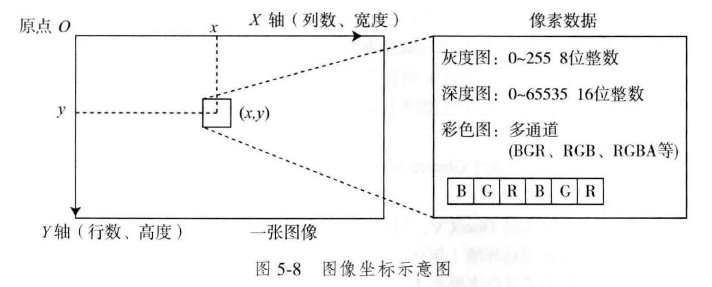 原点 O
x
X 轴（列数、宽度）
y
(x,y)
Y轴（行数、高度）
一张图像
像素数据
灰度图：0~255 8位整数
深度图：0~65535 16位整数
彩色图：多通道
(BGR、RGB、RGBA等)
B G R B G R
图 5-8 图像坐标示意图